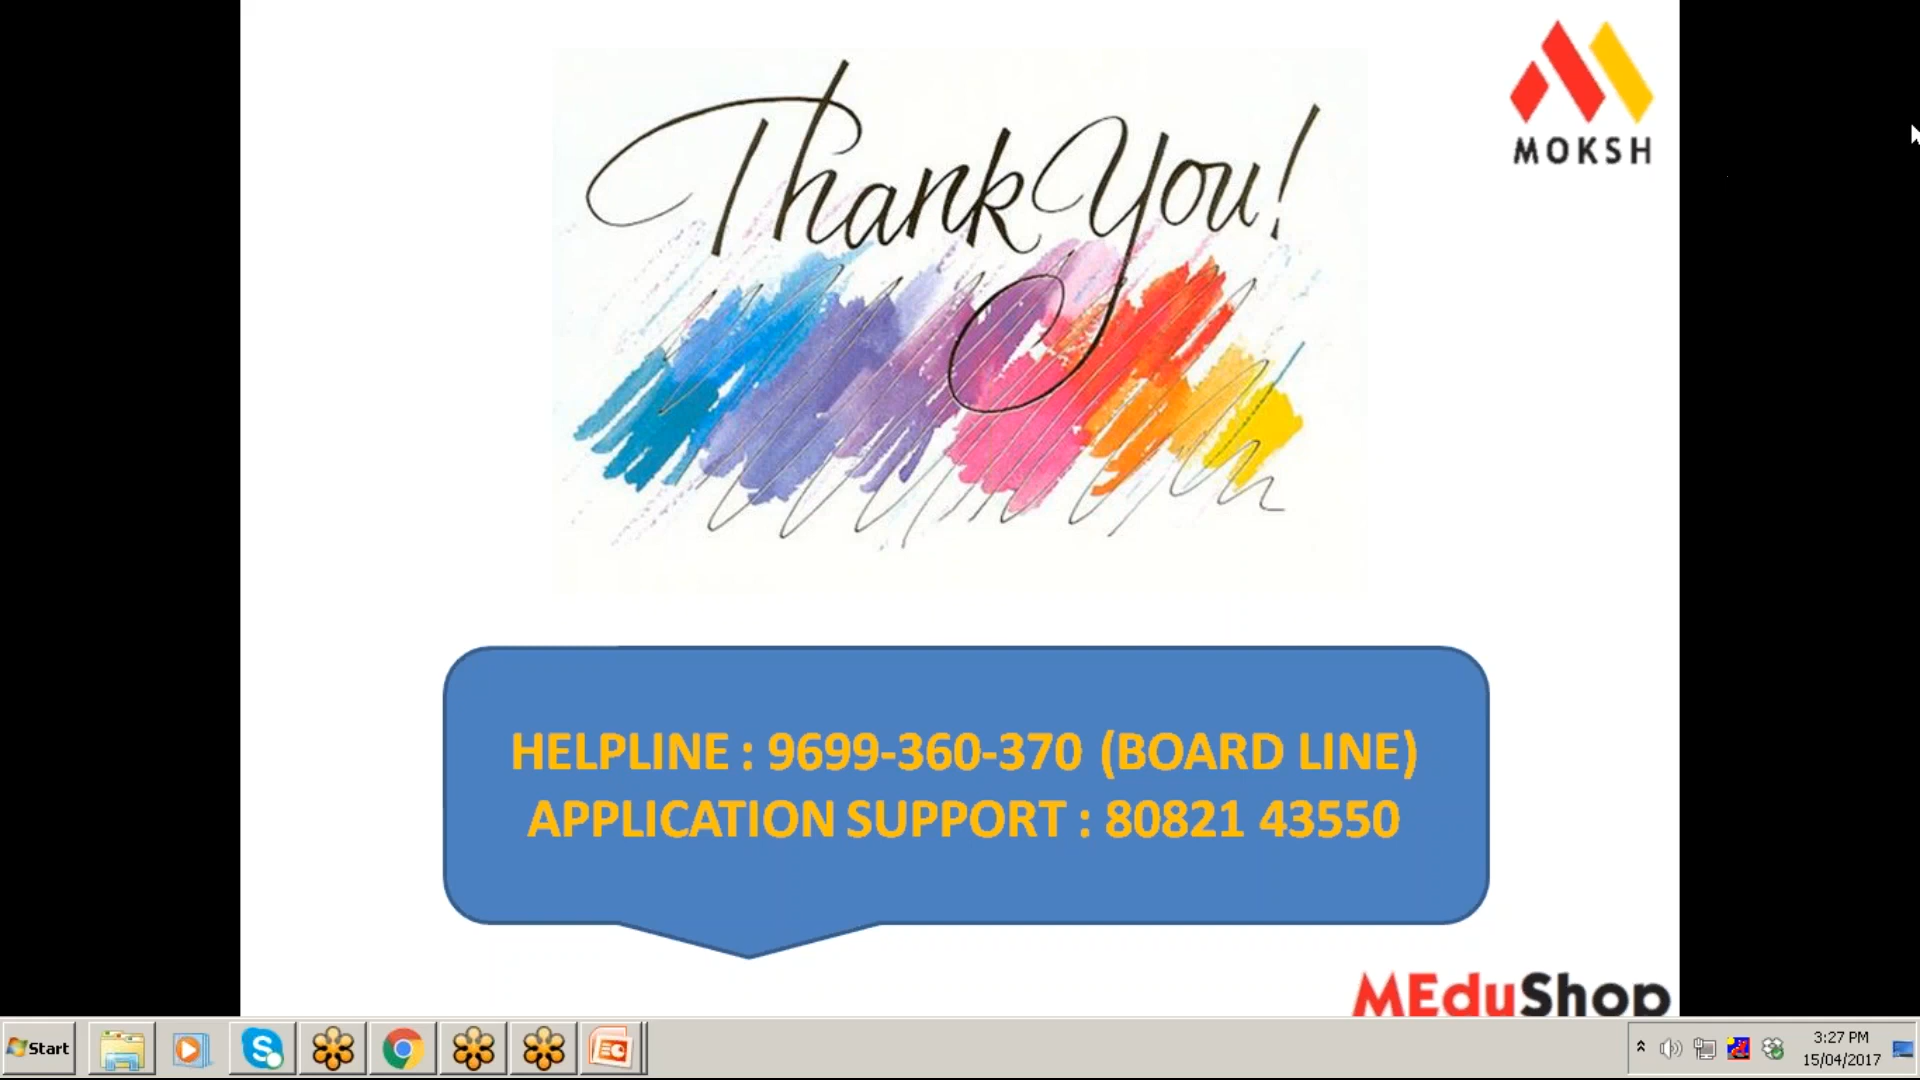 Thank You!
MOKSH
HELPLINE : 9699-360-370 (BOARD LINE)
APPLICATION SUPPORT : 80821 43550
MEduShop
Start
3:27 PM
15/04/2017